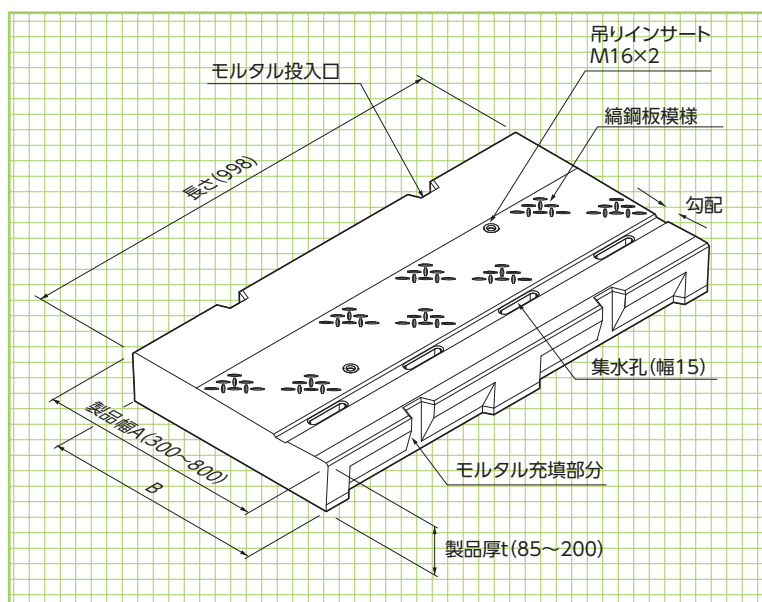 吊りインサート
M16×2
モルタル投入口
縞鋼板模様
長さ(998)
勾配
集水孔(幅15)
製品幅A(300~800)
モルタル充填部分
B
製品厚t(85~200)